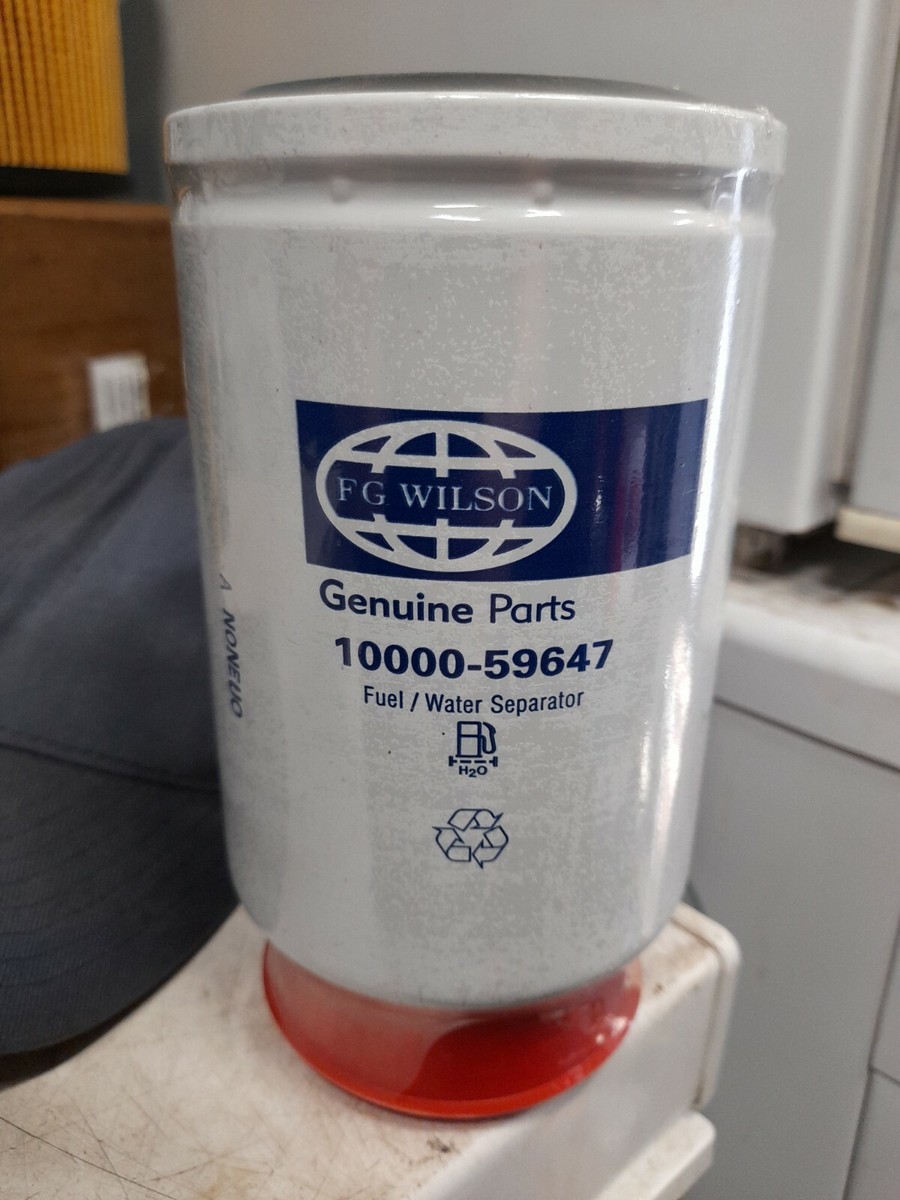 FG WILSON
Genuine Parts
10000-59647
Fuel / Water Separator
H₂O